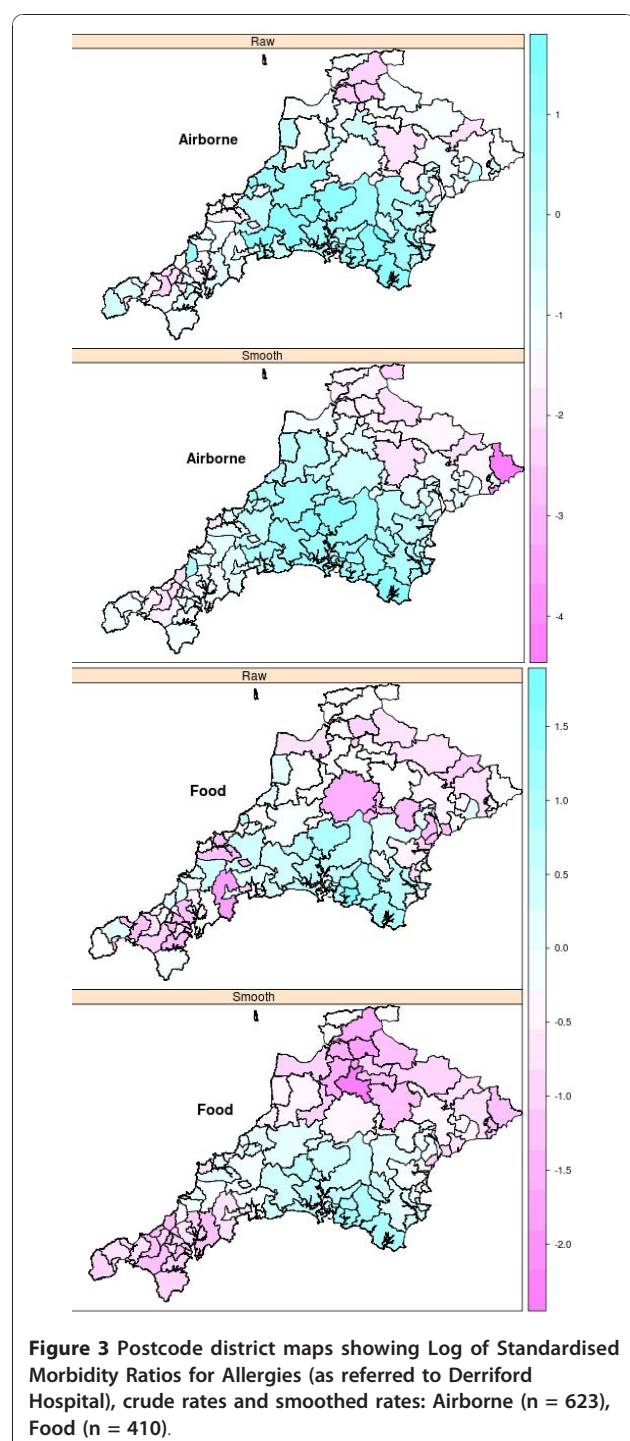 Raw
Airborne
1
0
-1
Smooth
Airborne
-2
-3
-4
Raw
Food
1.5
1.0
0.5
0.0
Smooth
Food
-0.5
-1.0
-1.5
-2.0
Figure 3 Postcode district maps showing Log of Standardised
Morbidity Ratios for Allergies (as referred to Derriford
Hospital), crude rates and smoothed rates: Airborne (n = 623),
Food (n = 410).